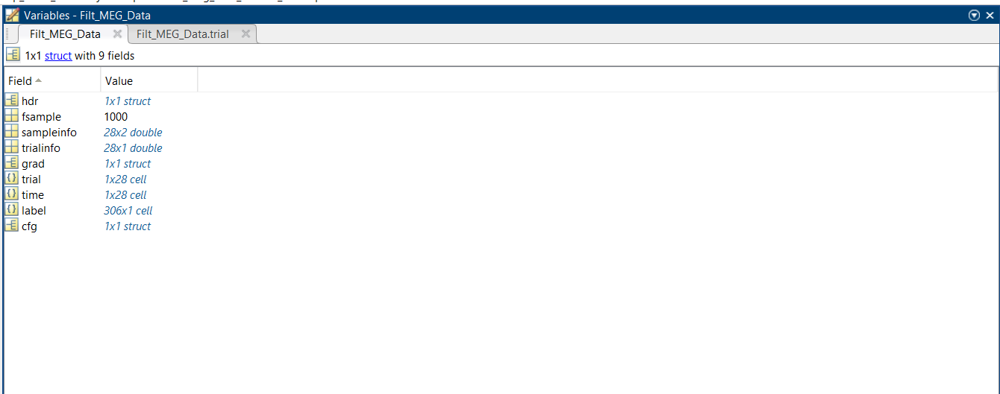 Variables - Filt_MEG_Data
Filt_MEG_Data Filt_MEG_Data.trial
1x1 struct with 9 fields
Field Value
hdr 1x1 struct
fsample 1000
sampleinfo 28x2 double
trialinfo 28x1 double
grad 1x1 struct
trial 1x28 cell
time 1x28 cell
label 306x1 cell
cfg 1x1 struct